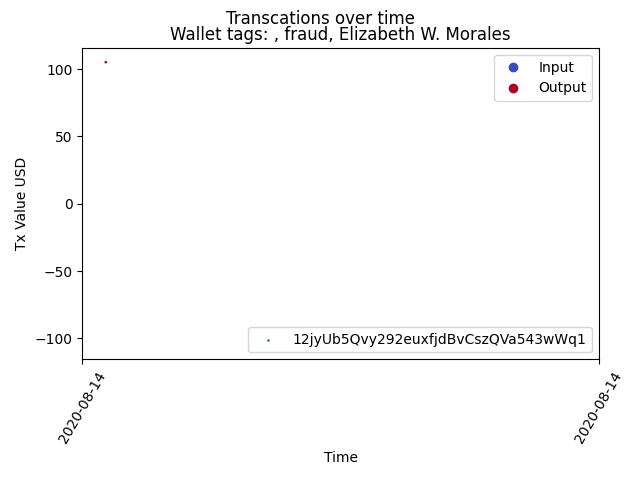 Transcations over time
Wallet tags: , fraud, Elizabeth W. Morales
Input
Output
100
50
0
−50
−100
Tx Value USD
12jyUb5Qvy292euxfjdBvCszQVa543wWq1
2020-08-14
2020-08-14
Time